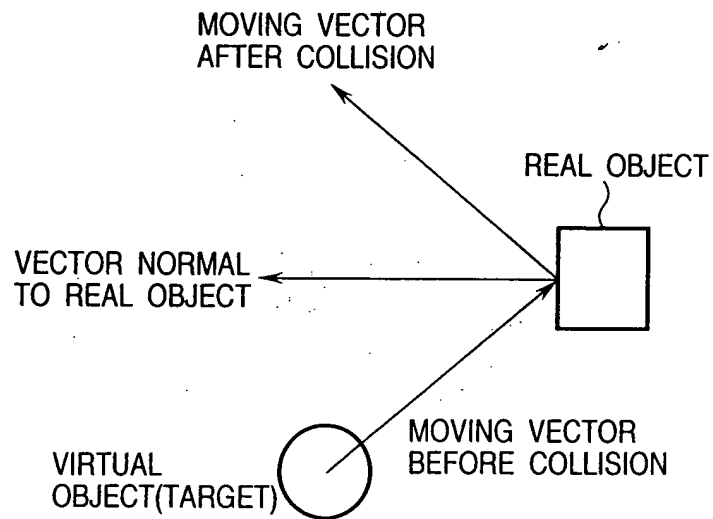 MOVING VECTOR
AFTER COLLISION
REAL OBJECT
VECTOR NORMAL
TO REAL OBJECT
MOVING VECTOR
BEFORE COLLISION
VIRTUAL
OBJECT(TARGET)